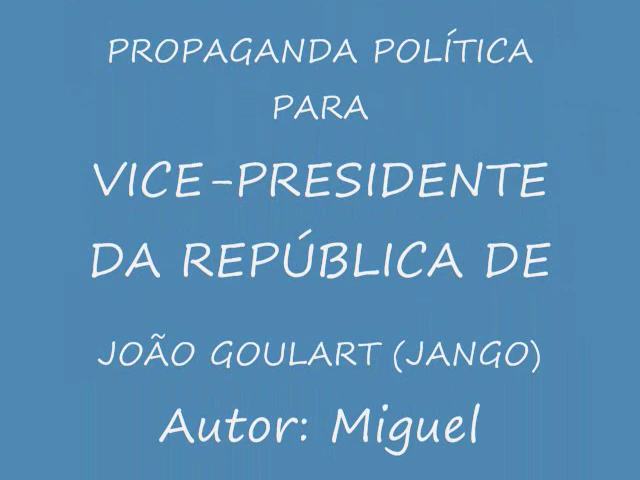 PROPAGANDA POLÍTICA
PARA
VICE-PRESIDENTE
DA REPÚBLICA DE
JOÃO GOULART (JANGO)
Autor: Miguel